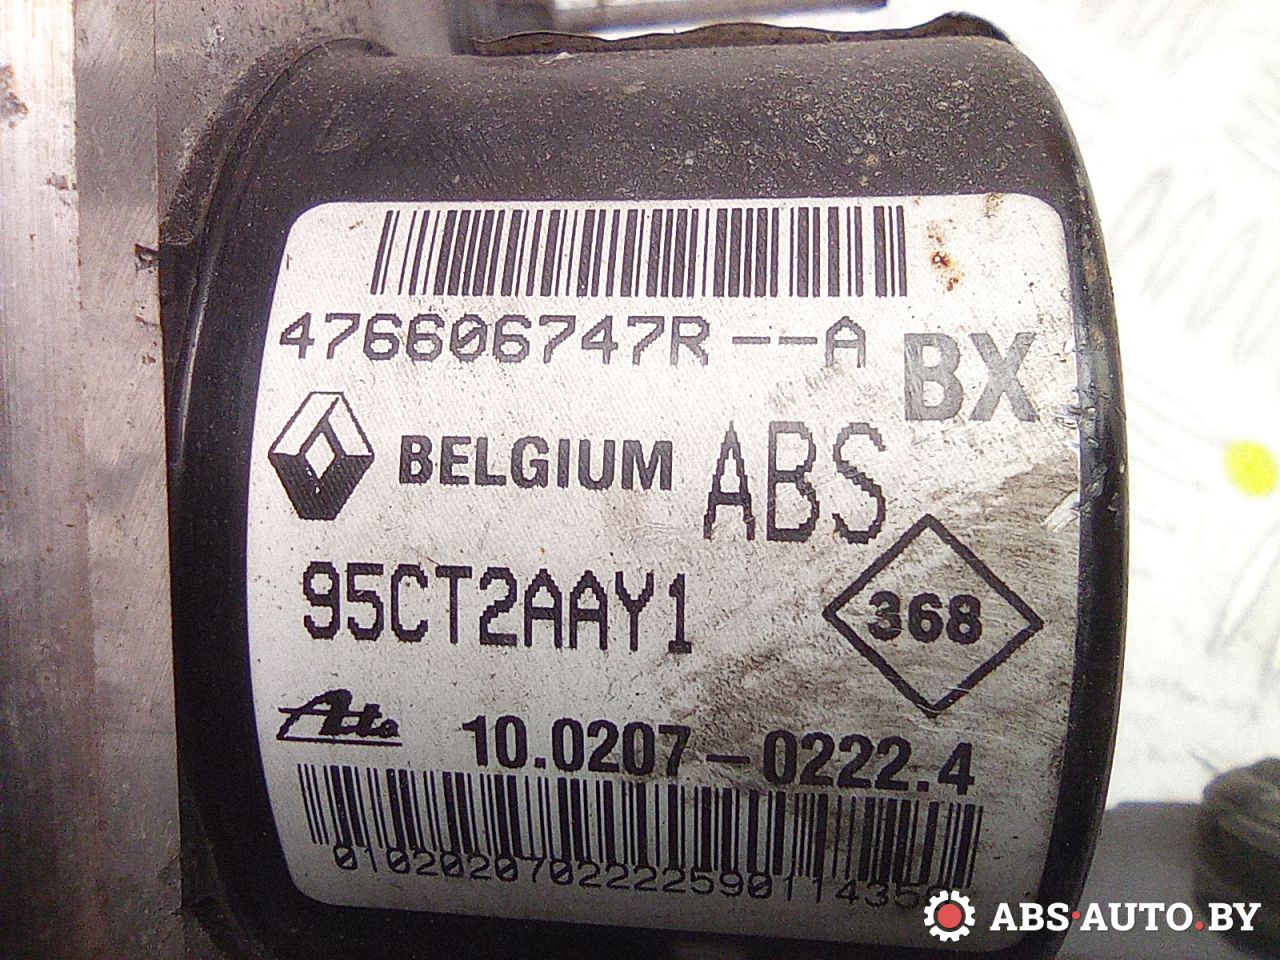 476606747R--A
BX
BELGIUM ABS
95CT2AAY1
368
Ate 10.0207-0222.4
ABS-AUTO.BY